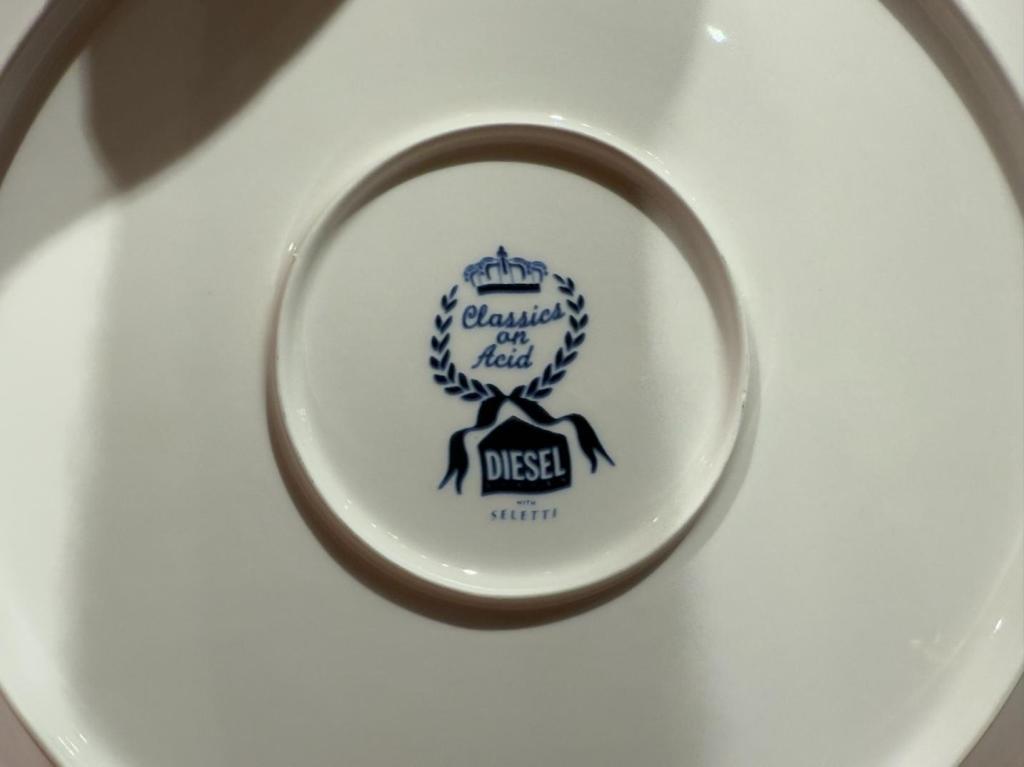 Classics
on
Acid
DIESEL
WITH
SELETTI